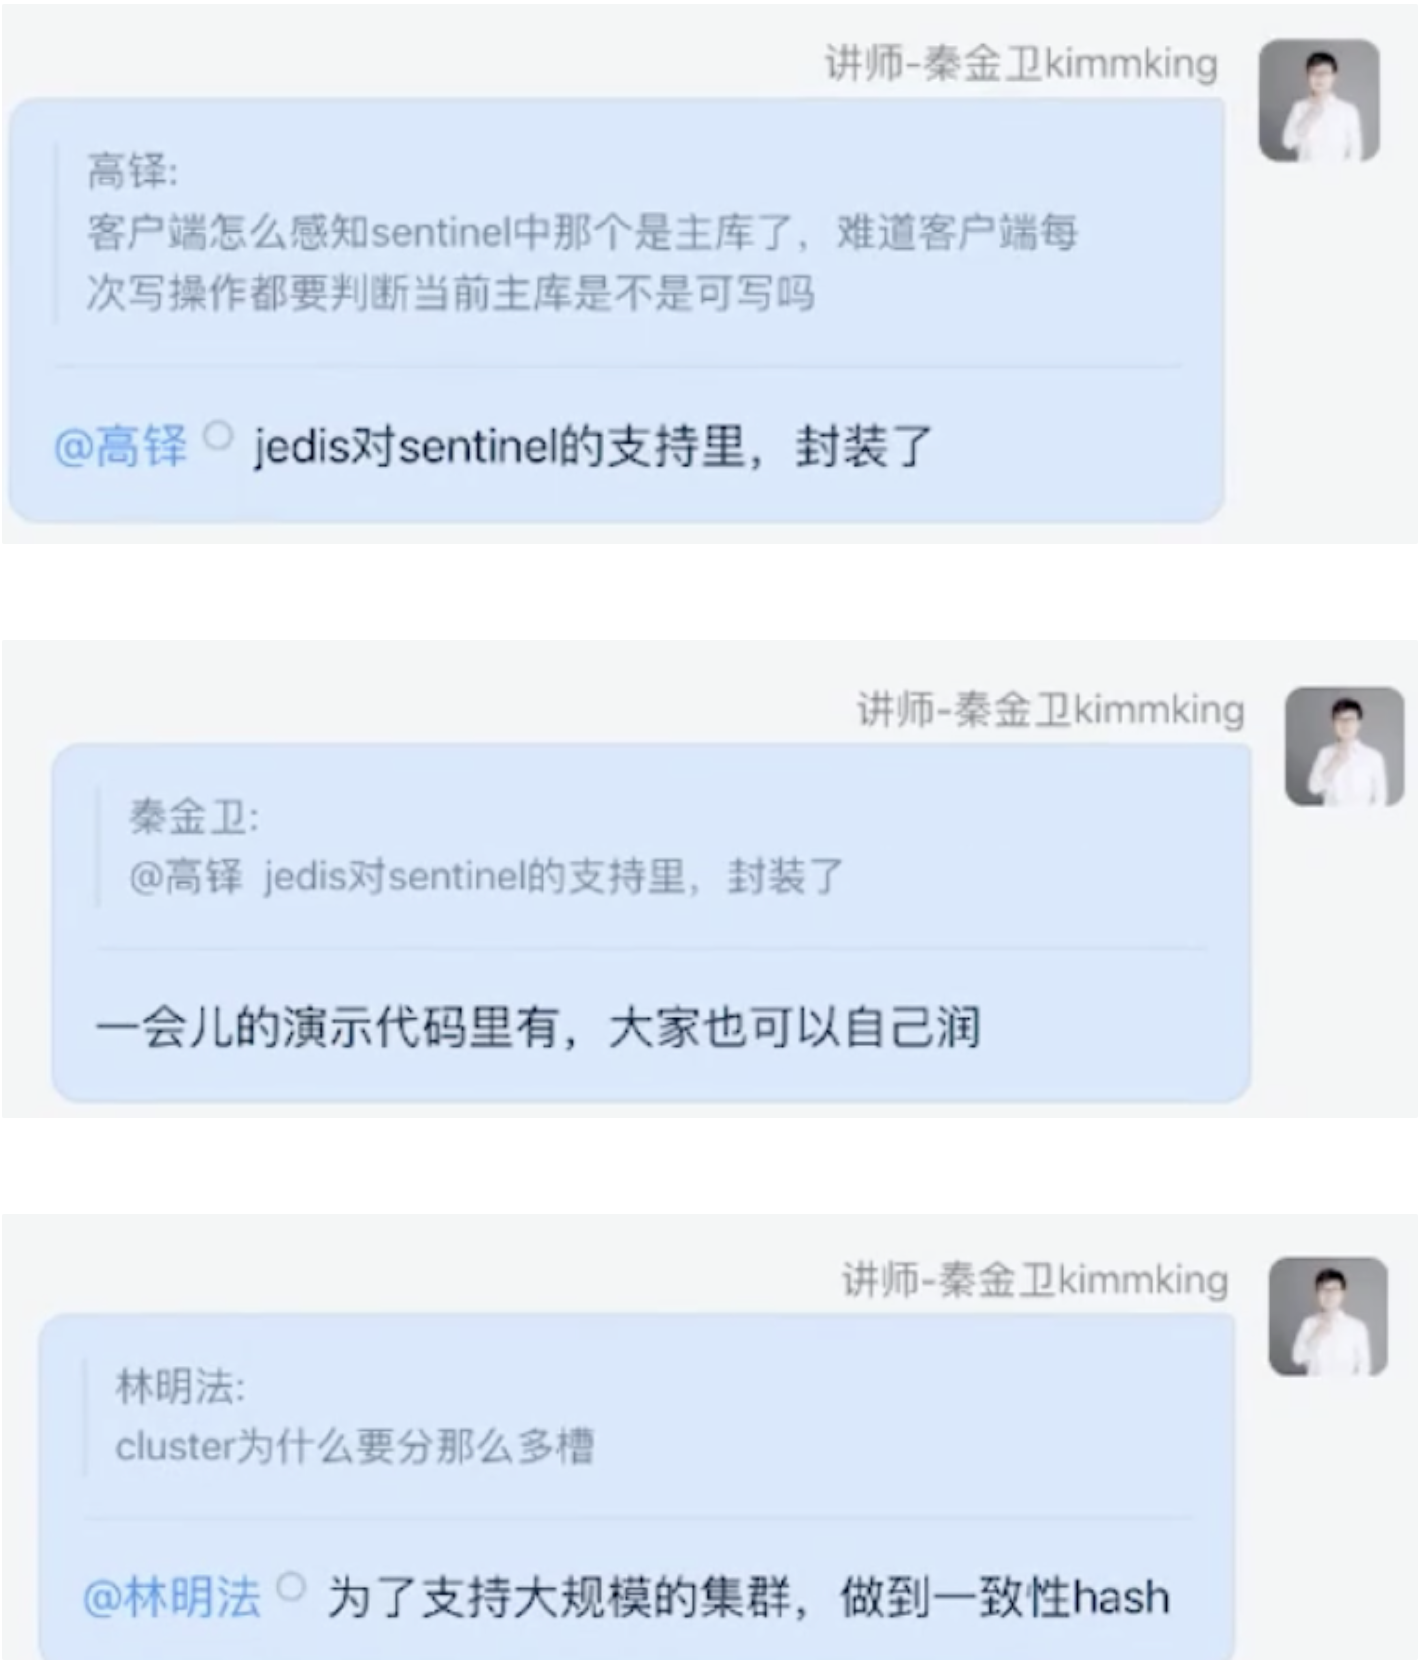 讲师-秦金卫kimmking
高铎:
客户端怎么感知sentinel中那个是主库了，难道客户端每
次写操作都要判断当前主库是不是可写吗
@高铎 jedis对sentinel的支持里，封装了
讲师-秦金卫kimmking
秦金卫:
@高铎 jedis对sentinel的支持里，封装了
一会儿的演示代码里有，大家也可以自己润
讲师-秦金卫kimmking
林明法:
cluster为什么要分那么多槽
@林明法 为了支持大规模的集群，做到一致性hash